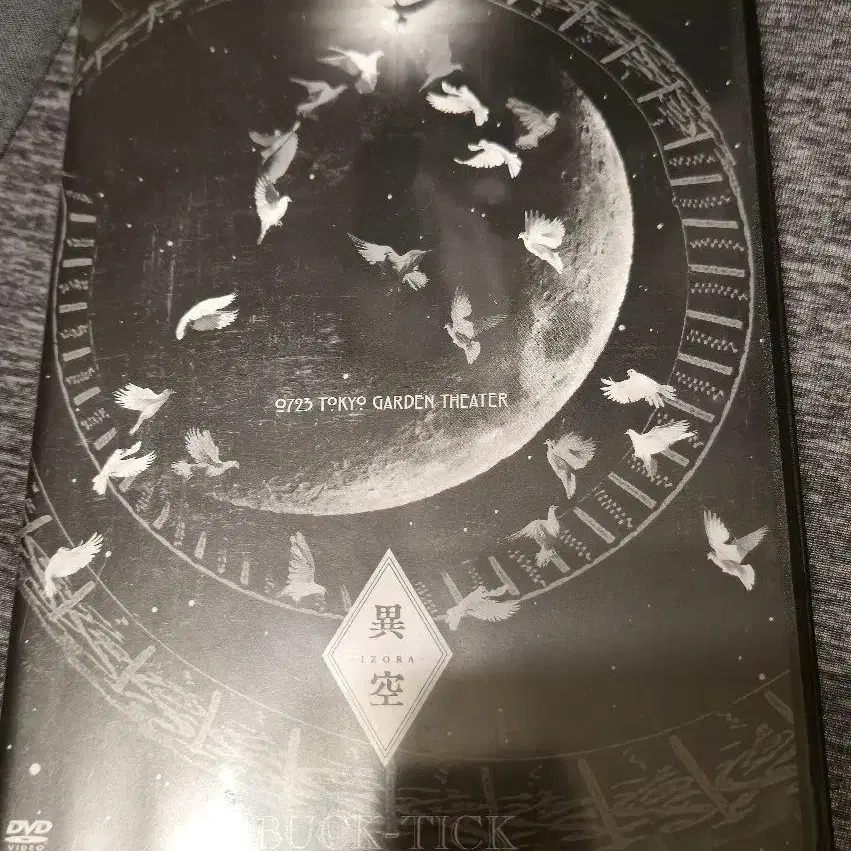 0723 TOKYO GARDEN THEATER
異
IZORA
空
DVD
VIDEO
BUCK-TICK